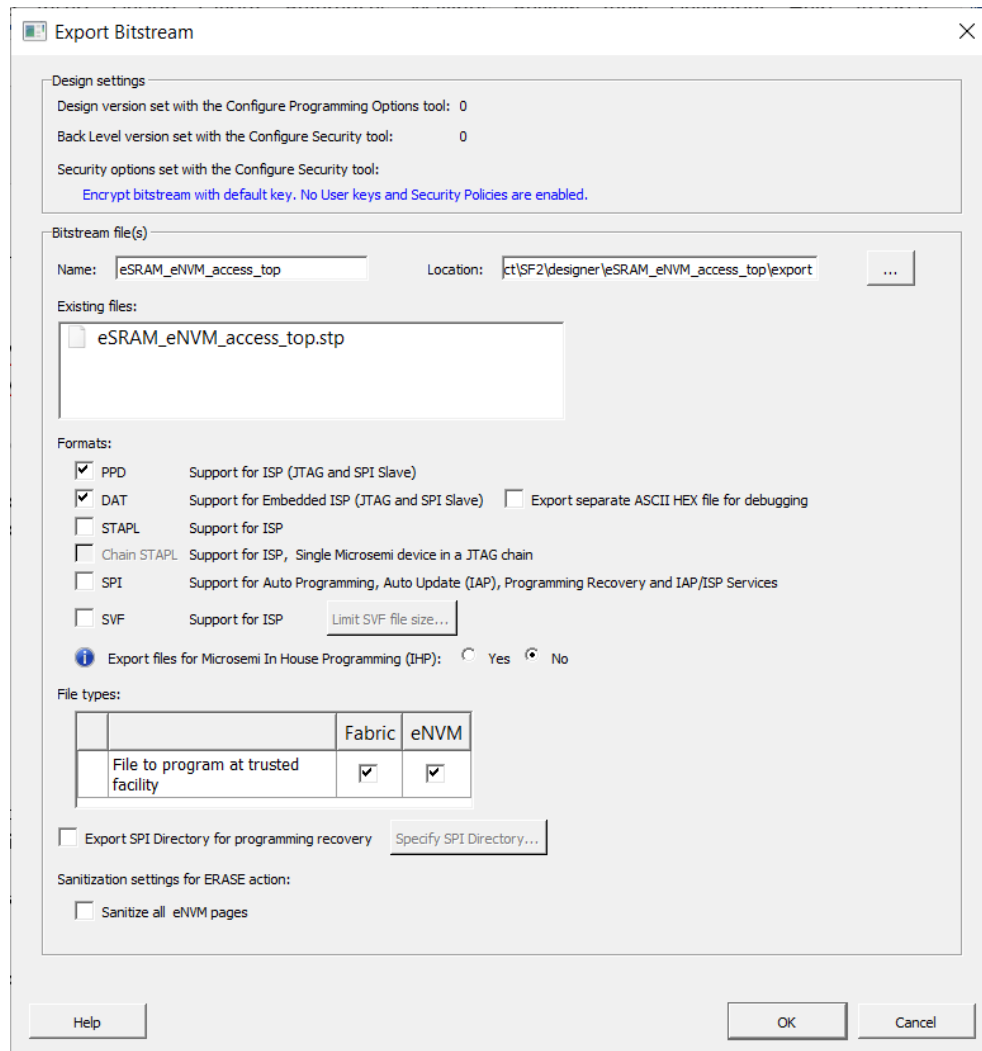 Export Bitstream
Design settings
Design version set with the Configure Programming Options tool: 0
Back Level version set with the Configure Security tool: 0
Security options set with the Configure Security tool:
Encrypt bitstream with default key. No User keys and Security Policies are enabled.
Bitstream file(s)
Name: eSRAM_eNVM_access_top Location: ct\SF2\designer\eSRAM_eNVM_access_top\export ...
Existing files:
eSRAM_eNVM_access_top.stp
Formats:
PPD Support for ISP (JTAG and SPI Slave)
DAT Support for Embedded ISP (JTAG and SPI Slave) Export separate ASCII HEX file for debugging
STAPL Support for ISP
Chain STAPL Support for ISP, Single Microsemi device in a JTAG chain
SPI Support for Auto Programming, Auto Update (IAP), Programming Recovery and IAP/ISP Services
SVF Support for ISP Limit SVF file size...
Export files for Microsemi In House Programming (IHP): Yes No
File types:
Fabric eNVM
File to program at trusted
facility
Export SPI Directory for programming recovery Specify SPI Directory...
Sanitization settings for ERASE action:
Sanitize all eNVM pages
Help OK Cancel